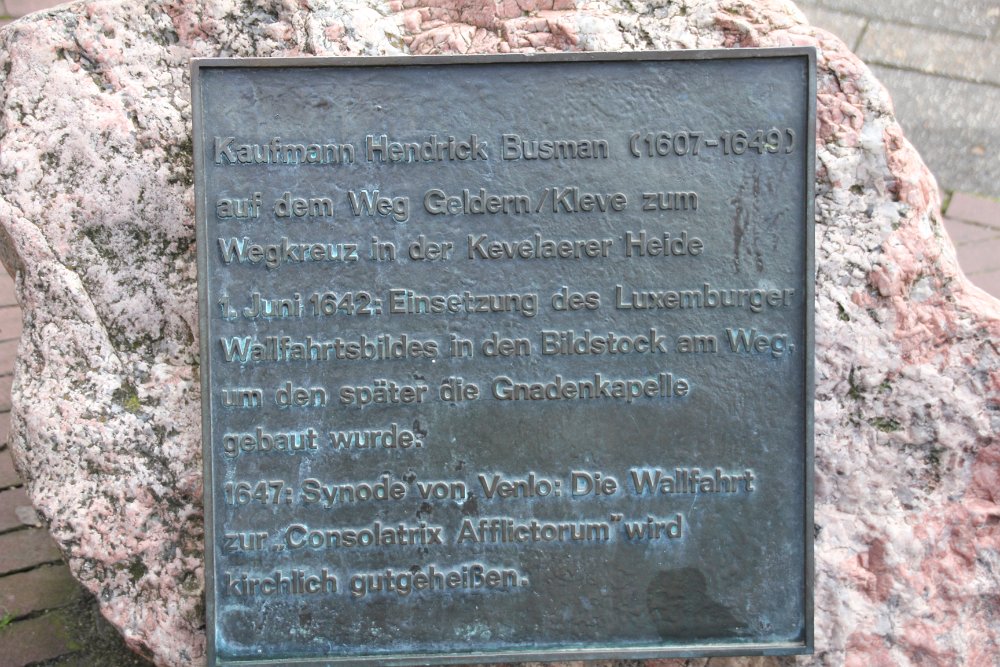 Kaufmann Hendrick Busman (1607-1649)
auf dem Weg Geldern/Kleve zum
Wegkreuz in der Kevelaerer Heide
1. Juni 1642: Einsetzung des Luxemburger
Wallfahrtsbildes in den Bildstock am Weg,
um den später die Gnadenkapelle
gebaut wurde.
1647: Synode von Venlo: Die Wallfahrt
zur „Consolatrix Afflictorum" wird
kirchlich gutgeheißen.